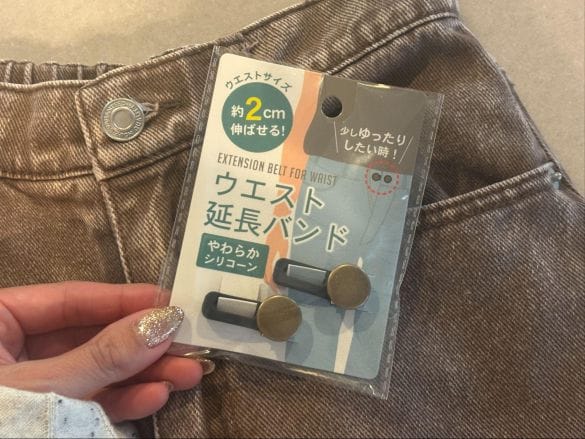 ウエストサイズ
約2cm
伸ばせる!
少しゆったり
したい時!
EXTENSION BELT FOR WRIST
ウエスト
延長バンド
やわらか
シリコーン